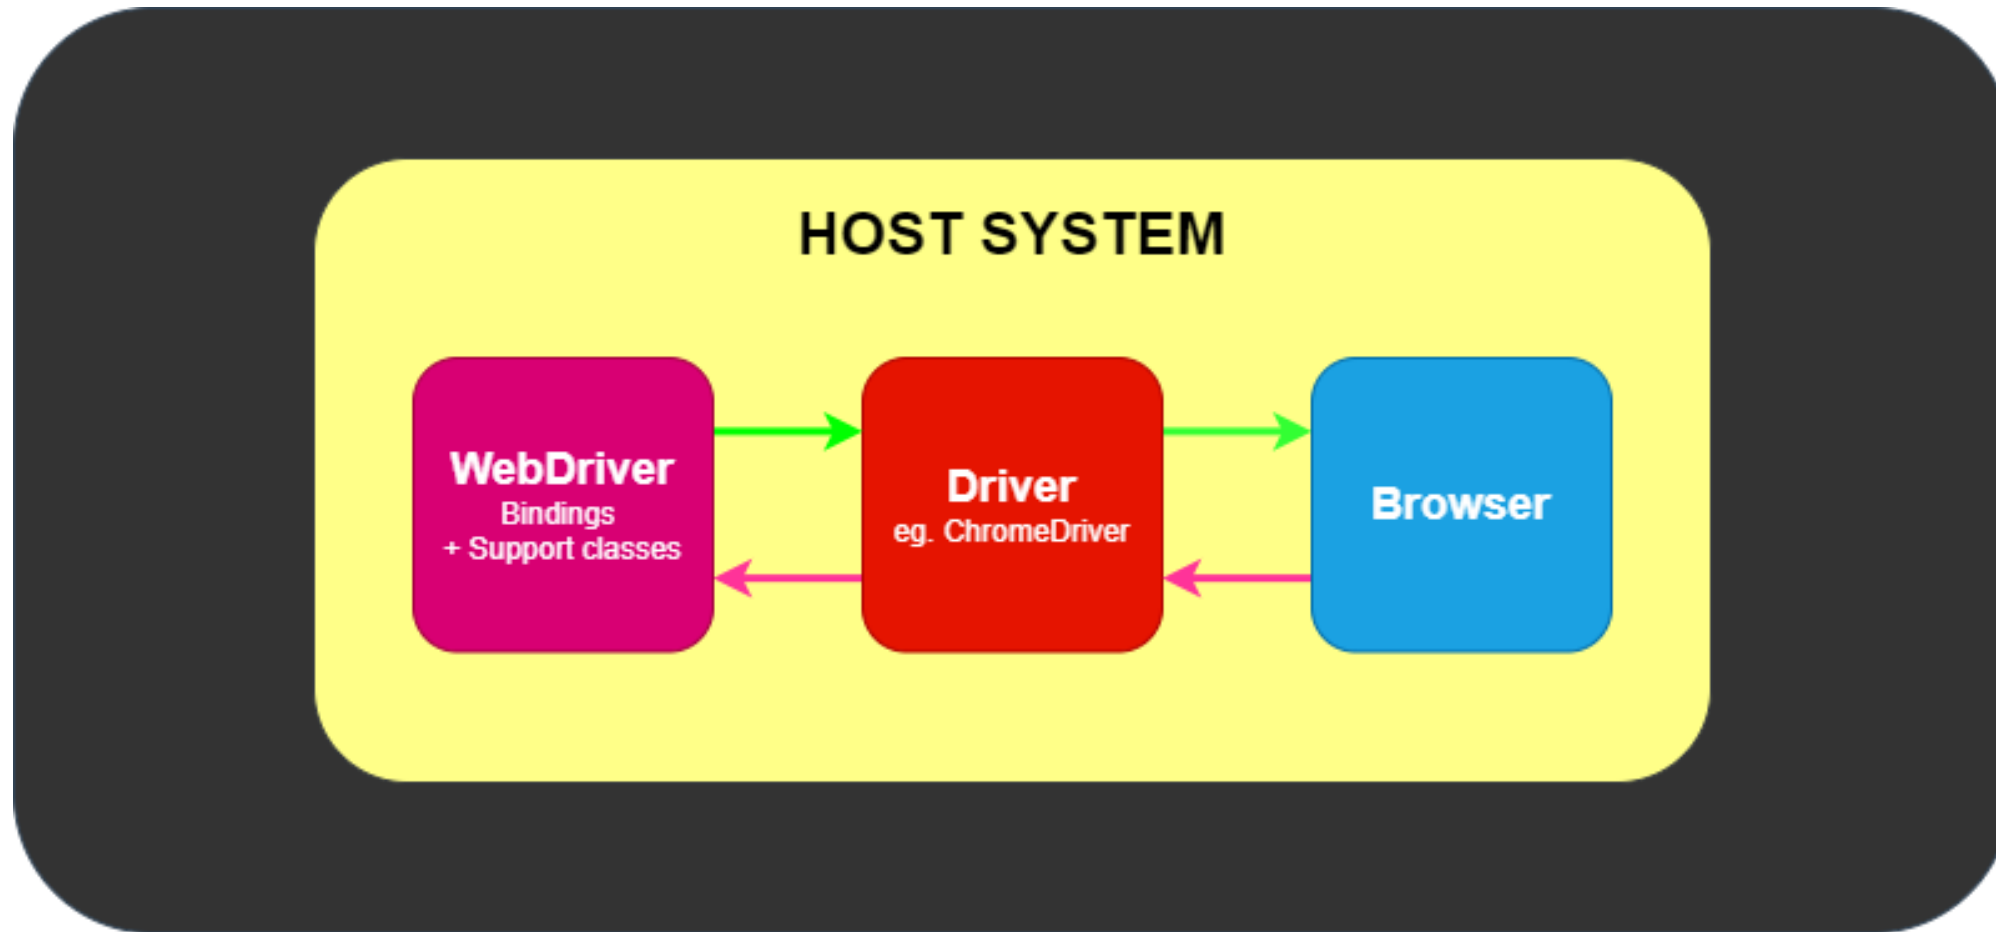 HOST SYSTEM
WebDriver
Bindings
+ Support classes
Driver
eg. ChromeDriver
Browser